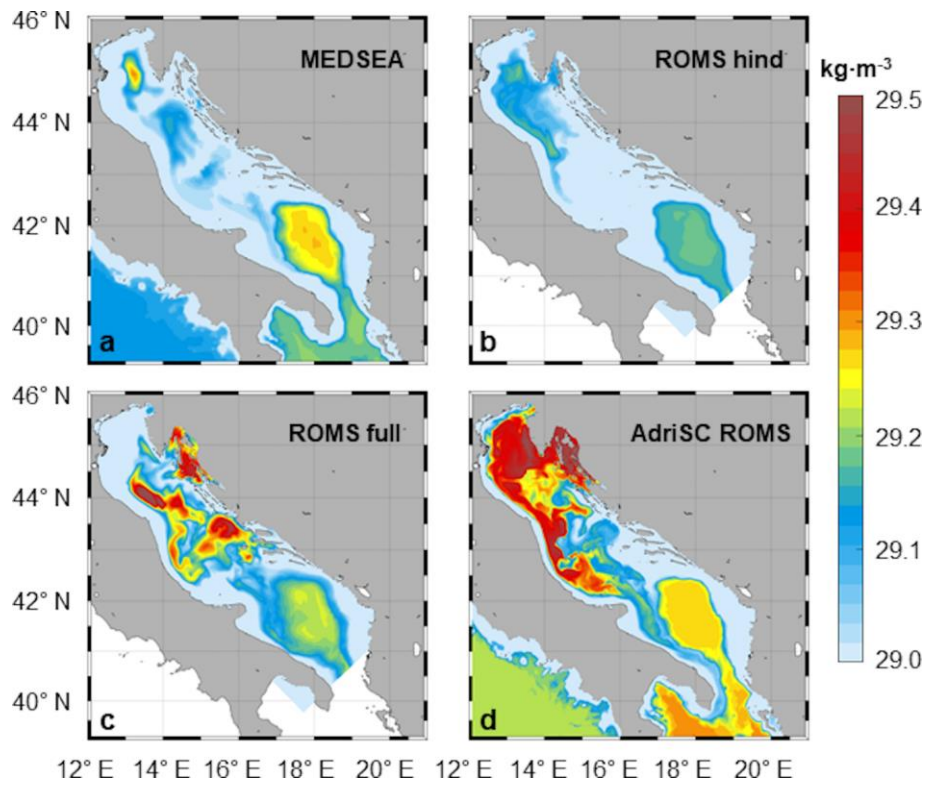 46° N
MEDSEA
ROMS hind
kg·m-3
44° N
42° N
40° N
a
b
29.5
29.4
29.3
29.2
29.1
29.0
46° N
ROMS full
AdriSC ROMS
44° N
42° N
40° N
c
d
12° E 14° E 16° E 18° E 20° E
12° E 14° E 16° E 18° E 20° E